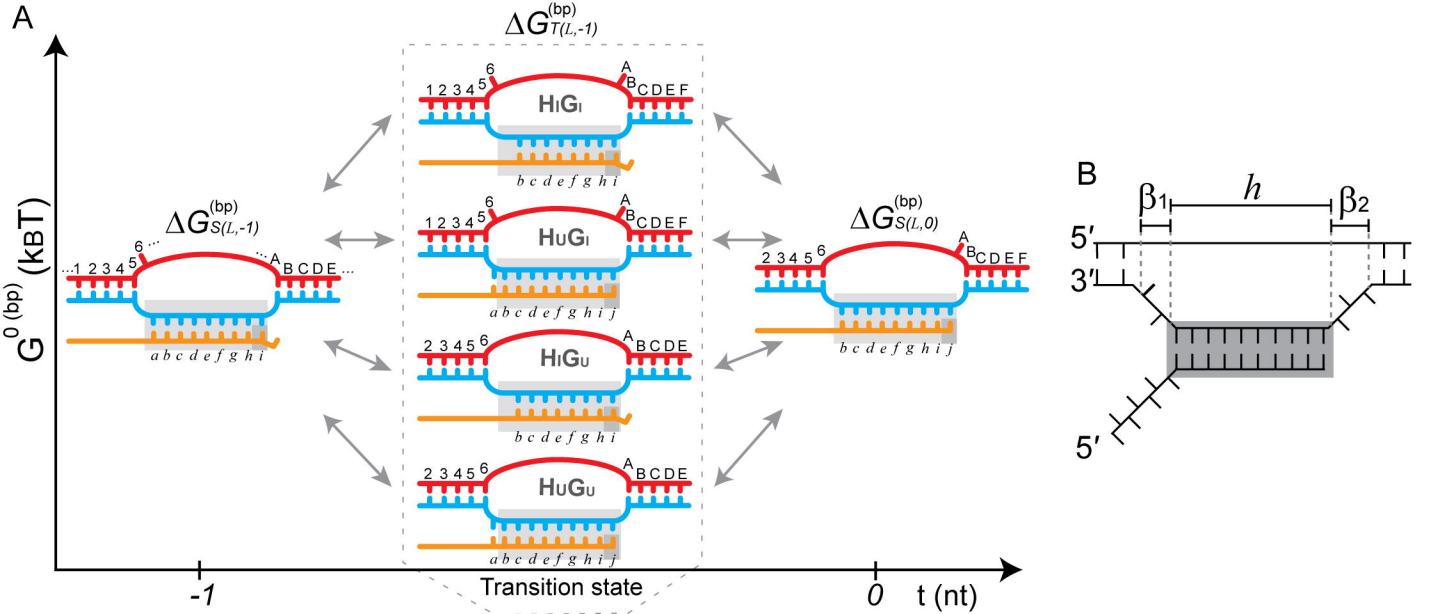 A
ΔG(bp)T(L,-1)
G0 (bp) (kBT)
6 A
1 2 3 4 5 B C D E F
HIGI
b c d e f g h i
ΔG(bp)S(L,-1)
6 ... ... A
...1 2 3 4 5 B C D E ...
a b c d e f g h i
6 A
1 2 3 4 5 B C D E F
HUGI
a b c d e f g h i j
ΔG(bp)S(L,0)
A
2 3 4 5 6 B C D E F
b c d e f g h i j
2 3 4 5 6 A B C D E
HIGU
b c d e f g h i
2 3 4 5 6 A B C D E
HUGU
a b c d e f g h i j
Transition state
-1 0 t (nt)
B
β1 h β2
5′
3′
5′